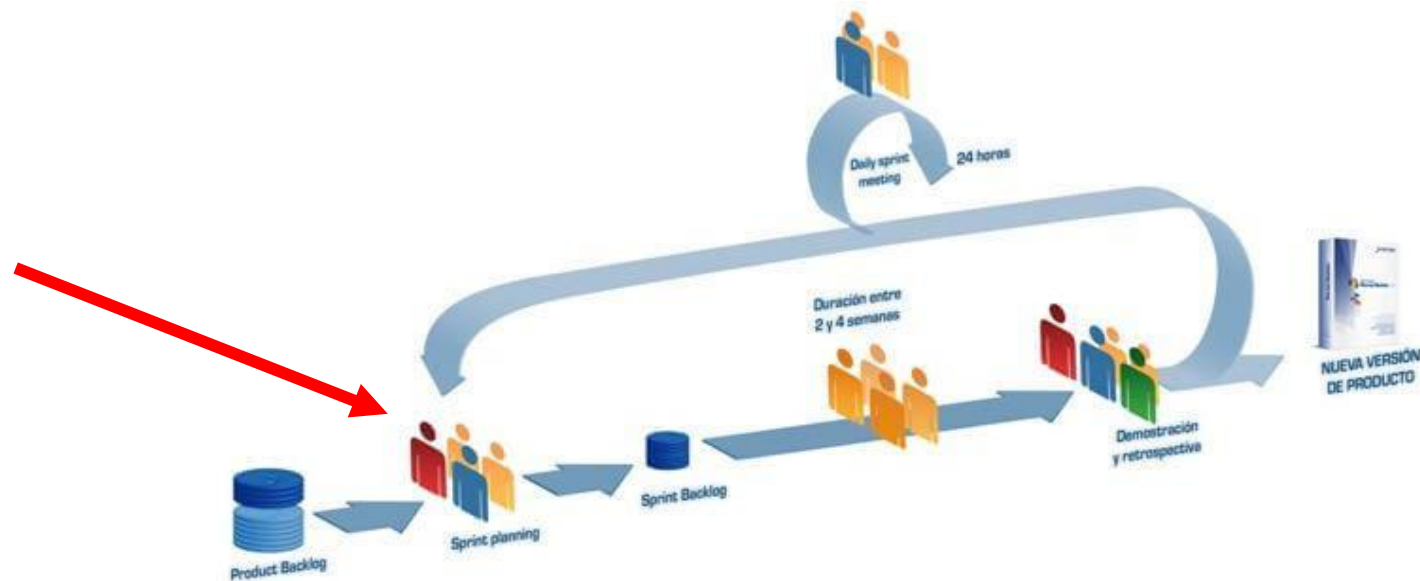 Daily sprint
meeting
24 horas
Duración entre
2 y 4 semanas
NUEVA VERSIÓN
DE PRODUCTO
Demostración
y retrospectiva
Sprint Backlog
Sprint planning
Product Backlog